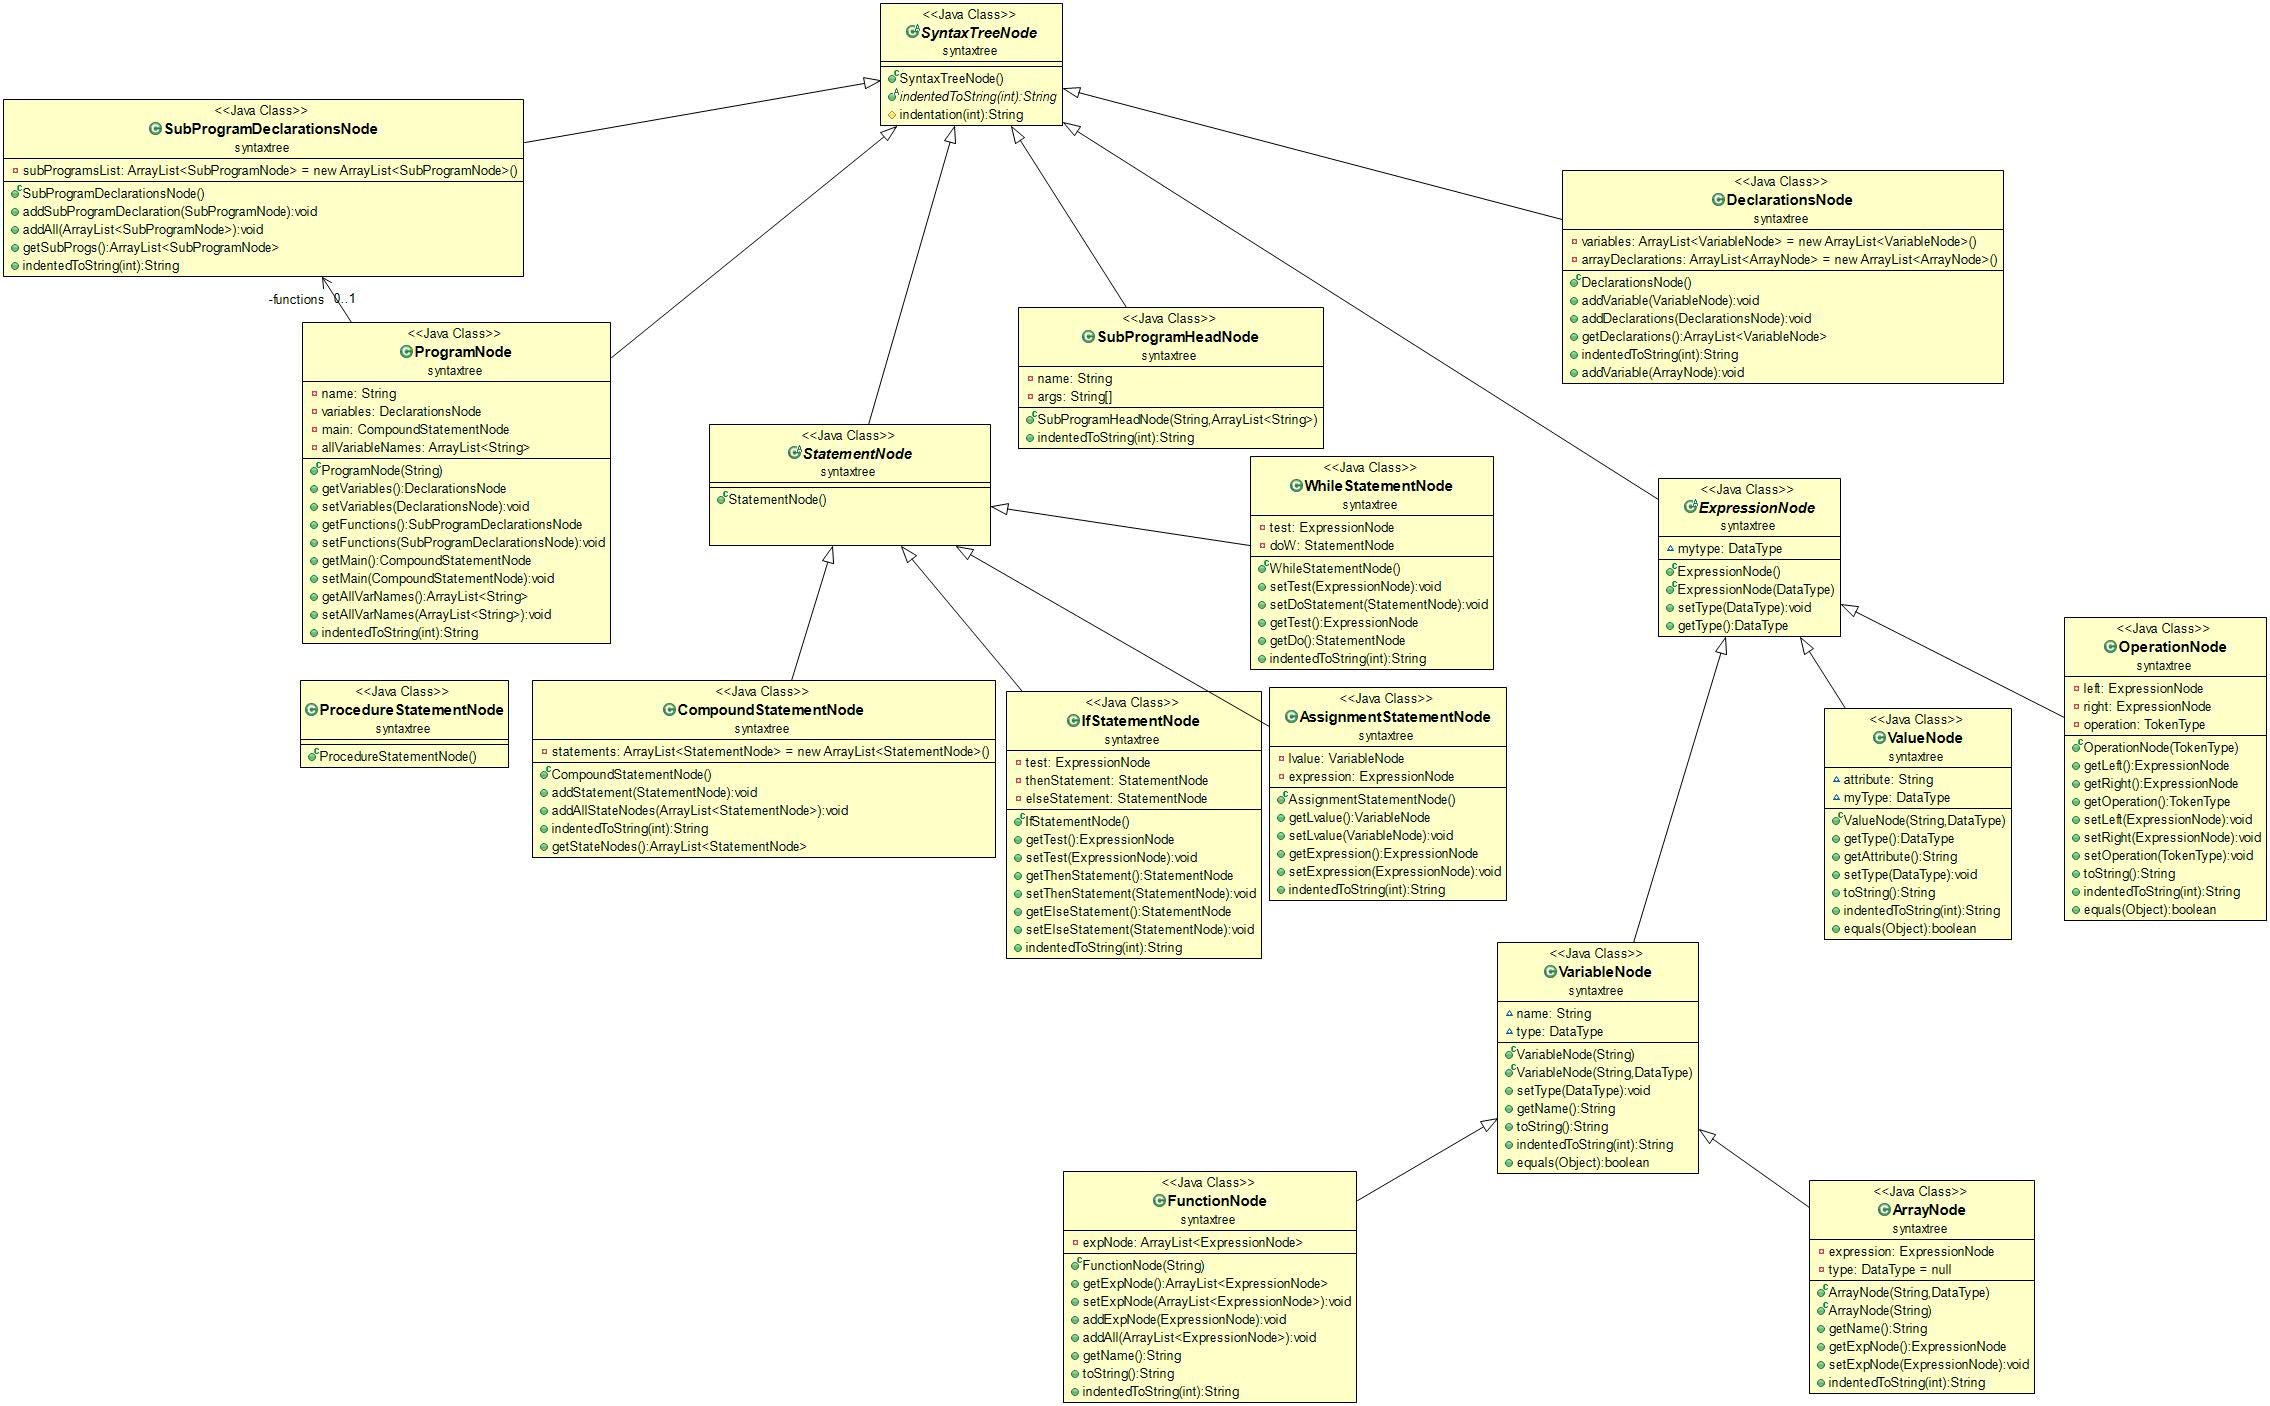 <<Java Class>>
SyntaxTreeNode
syntaxtree
SyntaxTreeNode()
indentedToString(int):String
indentation(int):String
<<Java Class>>
SubProgramDeclarationsNode
syntaxtree
subProgramsList: ArrayList<SubProgramNode> = new ArrayList<SubProgramNode>()
SubProgramDeclarationsNode()
addSubProgramDeclaration(SubProgramNode):void
addAll(ArrayList<SubProgramNode>):void
getSubProgs():ArrayList<SubProgramNode>
indentedToString(int):String
-functions 0..1
<<Java Class>>
DeclarationsNode
syntaxtree
variables: ArrayList<VariableNode> = new ArrayList<VariableNode>()
arrayDeclarations: ArrayList<ArrayNode> = new ArrayList<ArrayNode>()
DeclarationsNode()
addVariable(VariableNode):void
addDeclarations(DeclarationsNode):void
getDeclarations():ArrayList<VariableNode>
indentedToString(int):String
addVariable(ArrayNode):void
<<Java Class>>
ProgramNode
syntaxtree
name: String
variables: DeclarationsNode
main: CompoundStatementNode
allVariableNames: ArrayList<String>
ProgramNode(String)
getVariables():DeclarationsNode
setVariables(DeclarationsNode):void
getFunctions():SubProgramDeclarationsNode
setFunctions(SubProgramDeclarationsNode):void
getMain():CompoundStatementNode
setMain(CompoundStatementNode):void
getAllVarNames():ArrayList<String>
setAllVarNames(ArrayList<String>):void
indentedToString(int):String
<<Java Class>>
SubProgramHeadNode
syntaxtree
name: String
args: String[]
SubProgramHeadNode(String,ArrayList<String>)
indentedToString(int):String
<<Java Class>>
StatementNode
syntaxtree
StatementNode()
<<Java Class>>
WhileStatementNode
syntaxtree
test: ExpressionNode
doW: StatementNode
WhileStatementNode()
setTest(ExpressionNode):void
setDoStatement(StatementNode):void
getTest():ExpressionNode
getDo():StatementNode
indentedToString(int):String
<<Java Class>>
ExpressionNode
syntaxtree
mytype: DataType
ExpressionNode()
ExpressionNode(DataType)
setType(DataType):void
getType():DataType
<<Java Class>>
OperationNode
syntaxtree
left: ExpressionNode
right: ExpressionNode
operation: TokenType
OperationNode(TokenType)
getLeft():ExpressionNode
getRight():ExpressionNode
getOperation():TokenType
setLeft(ExpressionNode):void
setRight(ExpressionNode):void
setOperation(TokenType):void
toString():String
indentedToString(int):String
equals(Object):boolean
<<Java Class>>
ProcedureStatementNode
syntaxtree
ProcedureStatementNode()
<<Java Class>>
CompoundStatementNode
syntaxtree
statements: ArrayList<StatementNode> = new ArrayList<StatementNode>()
CompoundStatementNode()
addStatement(StatementNode):void
addAllStateNodes(ArrayList<StatementNode>):void
indentedToString(int):String
getStateNodes():ArrayList<StatementNode>
<<Java Class>>
IfStatementNode
syntaxtree
test: ExpressionNode
thenStatement: StatementNode
elseStatement: StatementNode
IfStatementNode()
getTest():ExpressionNode
setTest(ExpressionNode):void
getThenStatement():StatementNode
setThenStatement(StatementNode):void
getElseStatement():StatementNode
setElseStatement(StatementNode):void
indentedToString(int):String
<<Java Class>>
AssignmentStatementNode
syntaxtree
lvalue: VariableNode
expression: ExpressionNode
AssignmentStatementNode()
getLvalue():VariableNode
setLvalue(VariableNode):void
getExpression():ExpressionNode
setExpression(ExpressionNode):void
indentedToString(int):String
<<Java Class>>
ValueNode
syntaxtree
attribute: String
myType: DataType
ValueNode(String,DataType)
getType():DataType
getAttribute():String
setType(DataType):void
toString():String
indentedToString(int):String
equals(Object):boolean
<<Java Class>>
VariableNode
syntaxtree
name: String
type: DataType
VariableNode(String)
VariableNode(String,DataType)
setType(DataType):void
getName():String
toString():String
indentedToString(int):String
equals(Object):boolean
<<Java Class>>
FunctionNode
syntaxtree
expNode: ArrayList<ExpressionNode>
FunctionNode(String)
getExpNode():ArrayList<ExpressionNode>
setExpNode(ArrayList<ExpressionNode>):void
addExpNode(ExpressionNode):void
addAll(ArrayList<ExpressionNode>):void
getName():String
toString():String
indentedToString(int):String
<<Java Class>>
ArrayNode
syntaxtree
expression: ExpressionNode
type: DataType = null
ArrayNode(String,DataType)
ArrayNode(String)
getName():String
getExpNode():ExpressionNode
setExpNode(ExpressionNode):void
indentedToString(int):String